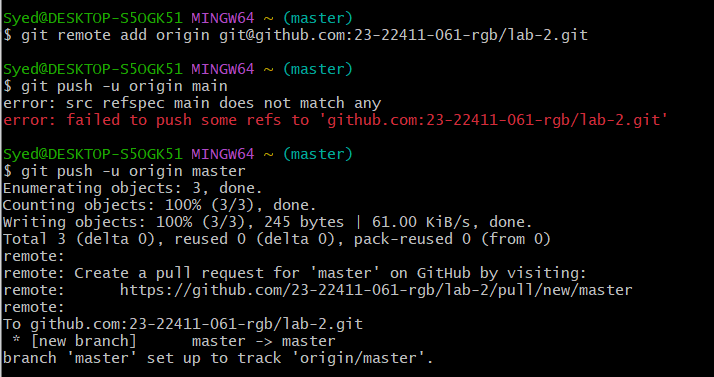 Syed@DESKTOP-S5OGK51 MINGW64 ~ (master)
$ git remote add origin git@github.com:23-22411-061-rgb/lab-2.git
Syed@DESKTOP-S5OGK51 MINGW64 ~ (master)
$ git push -u origin main
error: src refspec main does not match any
error: failed to push some refs to 'github.com:23-22411-061-rgb/lab-2.git'
Syed@DESKTOP-S5OGK51 MINGW64 ~ (master)
$ git push -u origin master
Enumerating objects: 3, done.
Counting objects: 100% (3/3), done.
Writing objects: 100% (3/3), 245 bytes | 61.00 KiB/s, done.
Total 3 (delta 0), reused 0 (delta 0), pack-reused 0 (from 0)
remote:
remote: Create a pull request for 'master' on GitHub by visiting:
remote:      https://github.com/23-22411-061-rgb/lab-2/pull/new/master
remote:
To github.com:23-22411-061-rgb/lab-2.git
 * [new branch]      master -> master
branch 'master' set up to track 'origin/master'.